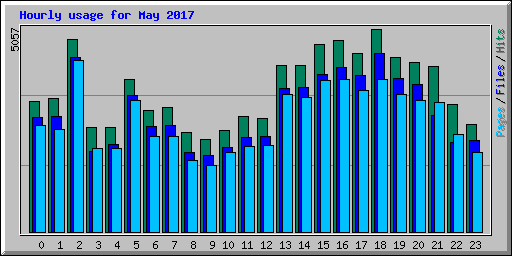 Hourly usage for May 2017
5057
Pages / Files / Hits
0 1 2 3 4 5 6 7 8 9 10 11 12 13 14 15 16 17 18 19 20 21 22 23